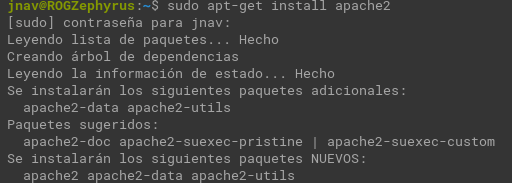 jnav@ROGZephyrus:~$ sudo apt-get install apache2
[sudo] contraseña para jnav:
Leyendo lista de paquetes... Hecho
Creando árbol de dependencias
Leyendo la información de estado... Hecho
Se instalarán los siguientes paquetes adicionales:
  apache2-data apache2-utils
Paquetes sugeridos:
  apache2-doc apache2-suexec-pristine | apache2-suexec-custom
Se instalarán los siguientes paquetes NUEVOS:
  apache2 apache2-data apache2-utils